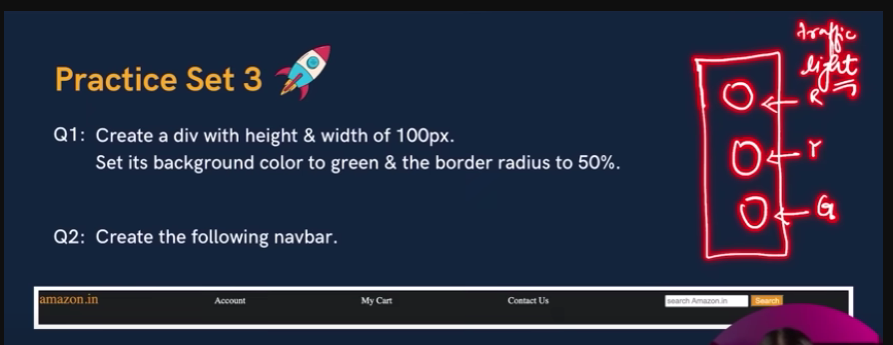 Practice Set 3
traffic
light
R
Q1: Create a div with height & width of 100px.
Set its background color to green & the border radius to 50%.
Y
G
Q2: Create the following navbar.
amazon.in Account My Cart Contact Us search Amazon.in Search